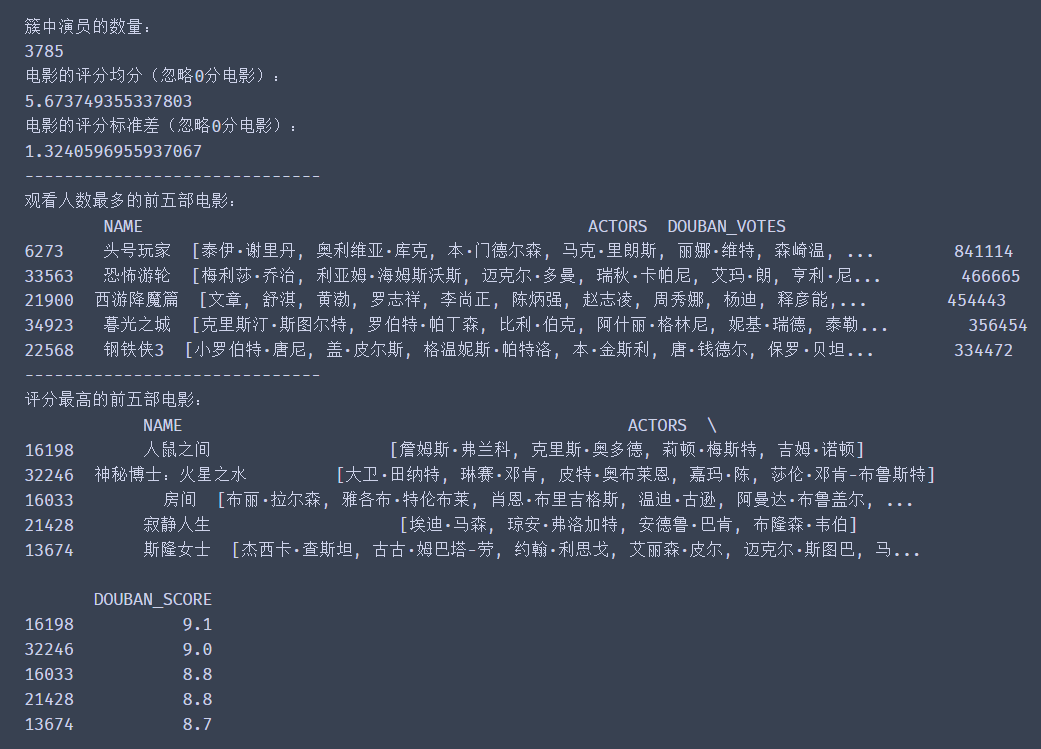 簇中演员的数量：
3785
电影的评分均分（忽略0分电影）：
5.673749355337803
电影的评分标准差（忽略0分电影）：
1.3240596955937067
------------------------------
观看人数最多的前五部电影：
NAME ACTORS DOUBAN_VOTES
6273 头号玩家 [泰伊·谢里丹, 奥利维亚·库克, 本·门德尔森, 马克·里朗斯, 丽娜·维特, 森崎温, ... 841114
33563 恐怖游轮 [梅利莎·乔治, 利亚姆·海姆斯沃斯, 迈克尔·多曼, 瑞秋·卡帕尼, 艾玛·朗, 亨利·尼... 466665
21900 西游降魔篇 [文章, 舒淇, 黄渤, 罗志祥, 李尚正, 陈炳强, 赵志凌, 周秀娜, 杨迪, 释彦能,... 454443
34923 暮光之城 [克里斯汀·斯图尔特, 罗伯特·帕丁森, 比利·伯克, 阿什丽·格林尼, 妮基·瑞德, 泰勒... 356454
22568 钢铁侠3 [小罗伯特·唐尼, 盖·皮尔斯, 格温妮斯·帕特洛, 本·金斯利, 唐·钱德尔, 保罗·贝坦... 334472
------------------------------
评分最高的前五部电影：
NAME ACTORS \
16198 人鼠之间 [詹姆斯·弗兰科, 克里斯·奥多德, 莉顿·梅斯特, 吉姆·诺顿]
32246 神秘博士：火星之水 [大卫·田纳特, 琳赛·邓肯, 皮特·奥布莱恩, 嘉玛·陈, 莎伦·邓肯-布鲁斯特]
16033 房间 [布丽·拉尔森, 雅各布·特伦布莱, 肖恩·布里吉格斯, 温迪·古逊, 阿曼达·布鲁盖尔, ...
21428 寂静人生 [埃迪·马森, 琼安·弗洛加特, 安德鲁·巴肯, 布隆森·韦伯]
13674 斯隆女士 [杰西卡·查斯坦, 古古·姆巴塔-劳, 约翰·利思戈, 艾丽森·皮尔, 迈克尔·斯图巴, 马...
DOUBAN_SCORE
16198 9.1
32246 9.0
16033 8.8
21428 8.8
13674 8.7